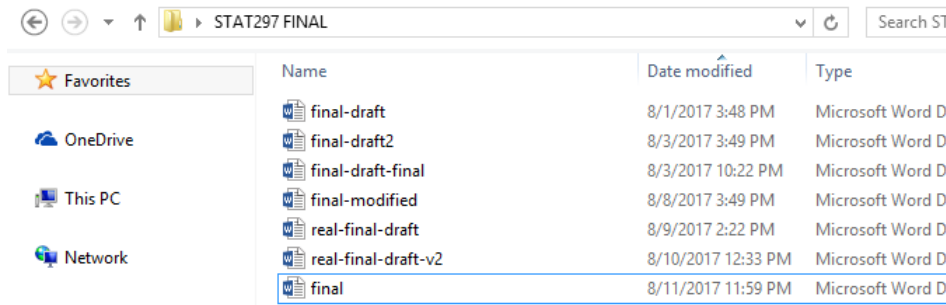 STAT297 FINAL Search ST
Name Date modified Type
Favorites
final-draft 8/1/2017 3:48 PM Microsoft Word D
final-draft2 8/3/2017 3:49 PM Microsoft Word D
OneDrive
final-draft-final 8/3/2017 10:22 PM Microsoft Word D
final-modified 8/8/2017 3:49 PM Microsoft Word D
This PC
real-final-draft 8/9/2017 2:22 PM Microsoft Word D
real-final-draft-v2 8/10/2017 12:33 PM Microsoft Word D
Network
final 8/11/2017 11:59 PM Microsoft Word D